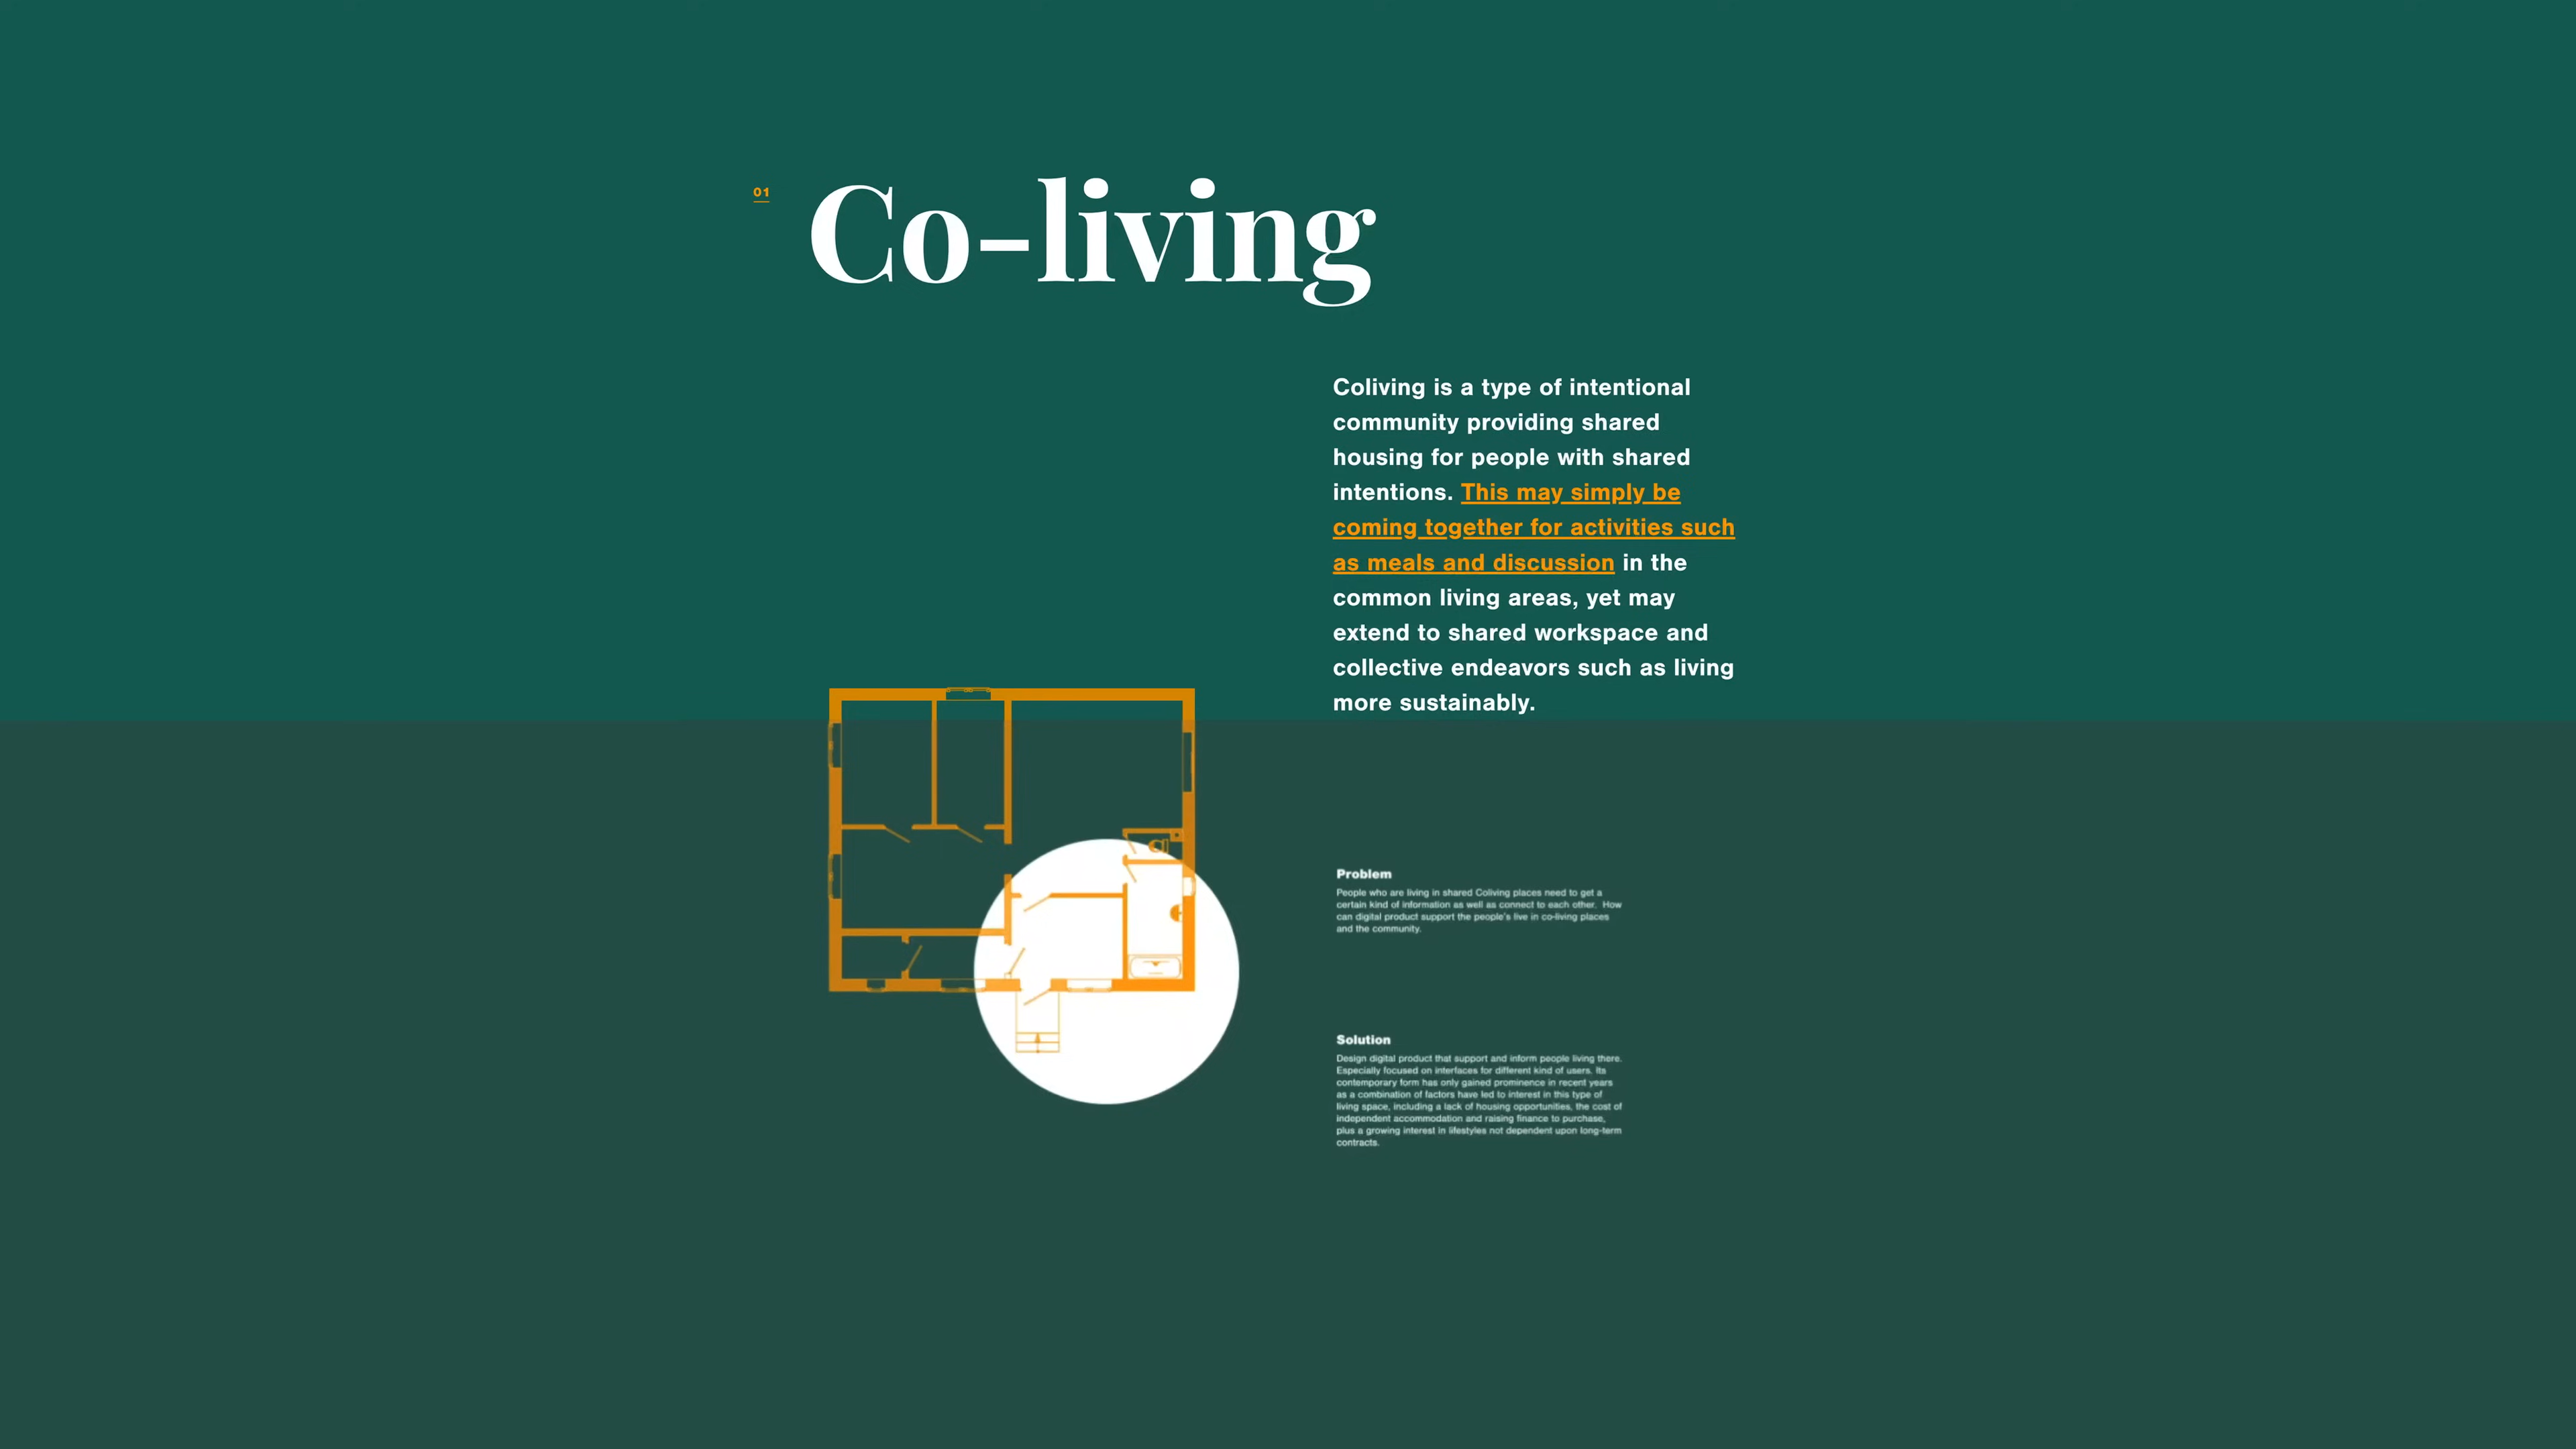 01
Co-living
Coliving is a type of intentional
community providing shared
housing for people with shared
intentions. This may simply be
coming together for activities such
as meals and discussion in the
common living areas, yet may
extend to shared workspace and
collective endeavors such as living
more sustainably.
Problem
People who are living in shared Coliving places need to get a
certain kind of information as well as connect to each other. How
can digital product support the people's live in co-living places
and the community.
Solution
Design digital product that support and inform people living there.
Especially focused on interfaces for different kind of users. Its
contemporary form has only gained prominence in recent years
as a combination of factors have led to interest in this type of
living space, including a lack of housing opportunities, the cost of
independent accommodation and raising finance to purchase,
plus a growing interest in lifestyles not dependent upon long-term
contracts.